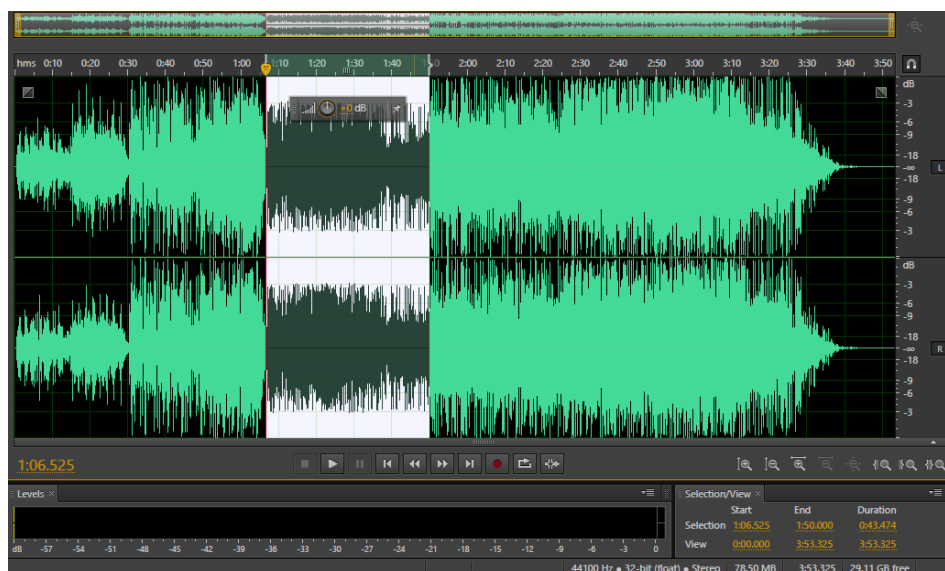 hms 0:10 0:20 0:30 0:40 0:50 1:00 1:10 1:20 1:30 1:40 2:00 2:10 2:20 2:30 2:40 2:50 3:00 3:10 3:20 3:30 3:40 3:50
dB
+0 dB
-3
-6
-9
-18
-∞ L
-18
-9
-6
-3
dB
-3
-6
-9
-18
-∞ R
-18
-9
-6
-3
1:06.525
Levels × Selection/View ×
Start End Duration
Selection 1:06.525 1:50.000 0:43.474
View 0:00.000 3:53.325 3:53.325
dB -57 -54 -51 -48 -45 -42 -39 -36 -33 -30 -27 -24 -21 -18 -15 -12 -9 -6 -3 0
44100 Hz ● 32-bit (float) ● Stereo 78.50 MB 3:53.325 29.11 GB free